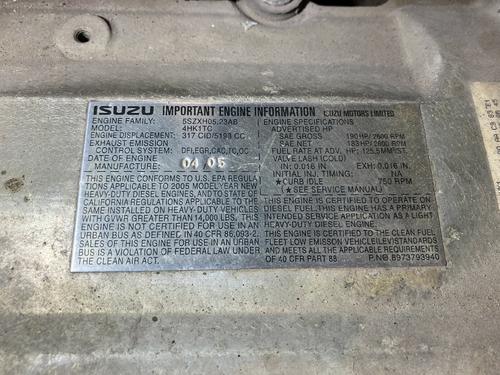 ISUZU IMPORTANT ENGINE INFORMATION ISUZU MOTORS LIMITED
ENGINE FAMILY: 5SZXH05.23AB
MODEL: 4HK1TC
ENGINE DISPLACEMENT: 317 CID/5193 CC
EXHAUST EMISSION
CONTROL SYSTEM: DFI,EGR,CAC,TC,OC
DATE OF
MANUFACTURE: 04 05
THIS ENGINE CONFORMS TO U.S. EPA REGULA
TIONS APPLICABLE TO 2005 MODEL YEAR NEW
HEAVY-DUTY DIESEL ENGINES, AND TO STATE OF
CALIFORNIA REGULATIONS APPLICABLE TO THE
SAME INSTALLED ON HEAVY-DUTY VEHICLES
WITH GVWR GREATER THAN 14,000 LBS. THIS
ENGINE IS NOT CERTIFIED FOR USE IN AN
URBAN BUS AS DEFINED IN 40 CFR 86,093-2
SALES OF THIS ENGINE FOR USE IN AN URBAN
BUS IS A VIOLATION OF FEDERAL LAW UNDER
THE CLEAN AIR ACT.
ENGINE SPECIFICATIONS
ADVERTISED HP
SAE GROSS 190 HP/ 2600 RPM
SAE NET 183 HP/ 2600 RPM
FUEL RATE AT ADV. HP: 125.5MM³/ST.
VALVE LASH (COLD)
IN: 0.016 IN. EXH: 0.016 IN.
INITIAL INJ. TIMING: NA
★CURB IDLE 750 RPM
(★SEE SERVICE MANUAL)
THIS ENGINE IS CERTIFIED TO OPERATE ON
DIESEL FUEL. THIS ENGINE HAS A PRIMARY
INTENDED SERVICE APPLICATION AS A LIGHT
HEAVY-DUTY DIESEL ENGINE.
THIS ENGINE IS CERTIFIED TO THE CLEAN FUEL
FLEET LOW EMISSION VEHICLE(LEV)STANDARDS
AND MEETS ALL THE APPLICABLE REQUIREMENTS
OF 40 CFR PART 88 P.NO.8973793940